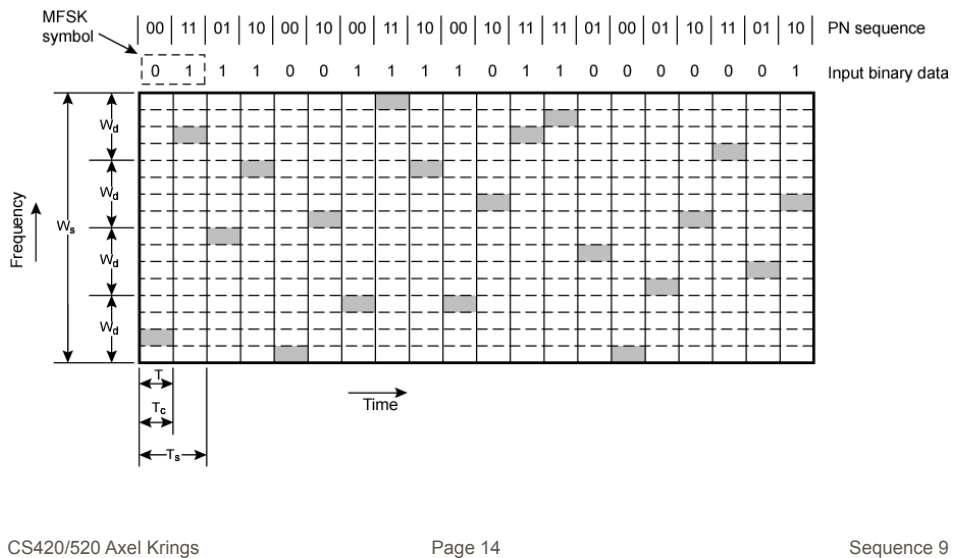 MFSK
symbol
00 11 01 10 00 10 00 11 10 00 10 11 11 01 00 01 10 11 01 10 PN sequence
0 1 1 1 0 0 1 1 1 1 0 1 1 0 0 0 0 0 0 1 Input binary data
Wd
Wd
Ws
Wd
Wd
Frequency
T
Tc
Ts
Time
CS420/520 Axel Krings Page 14 Sequence 9